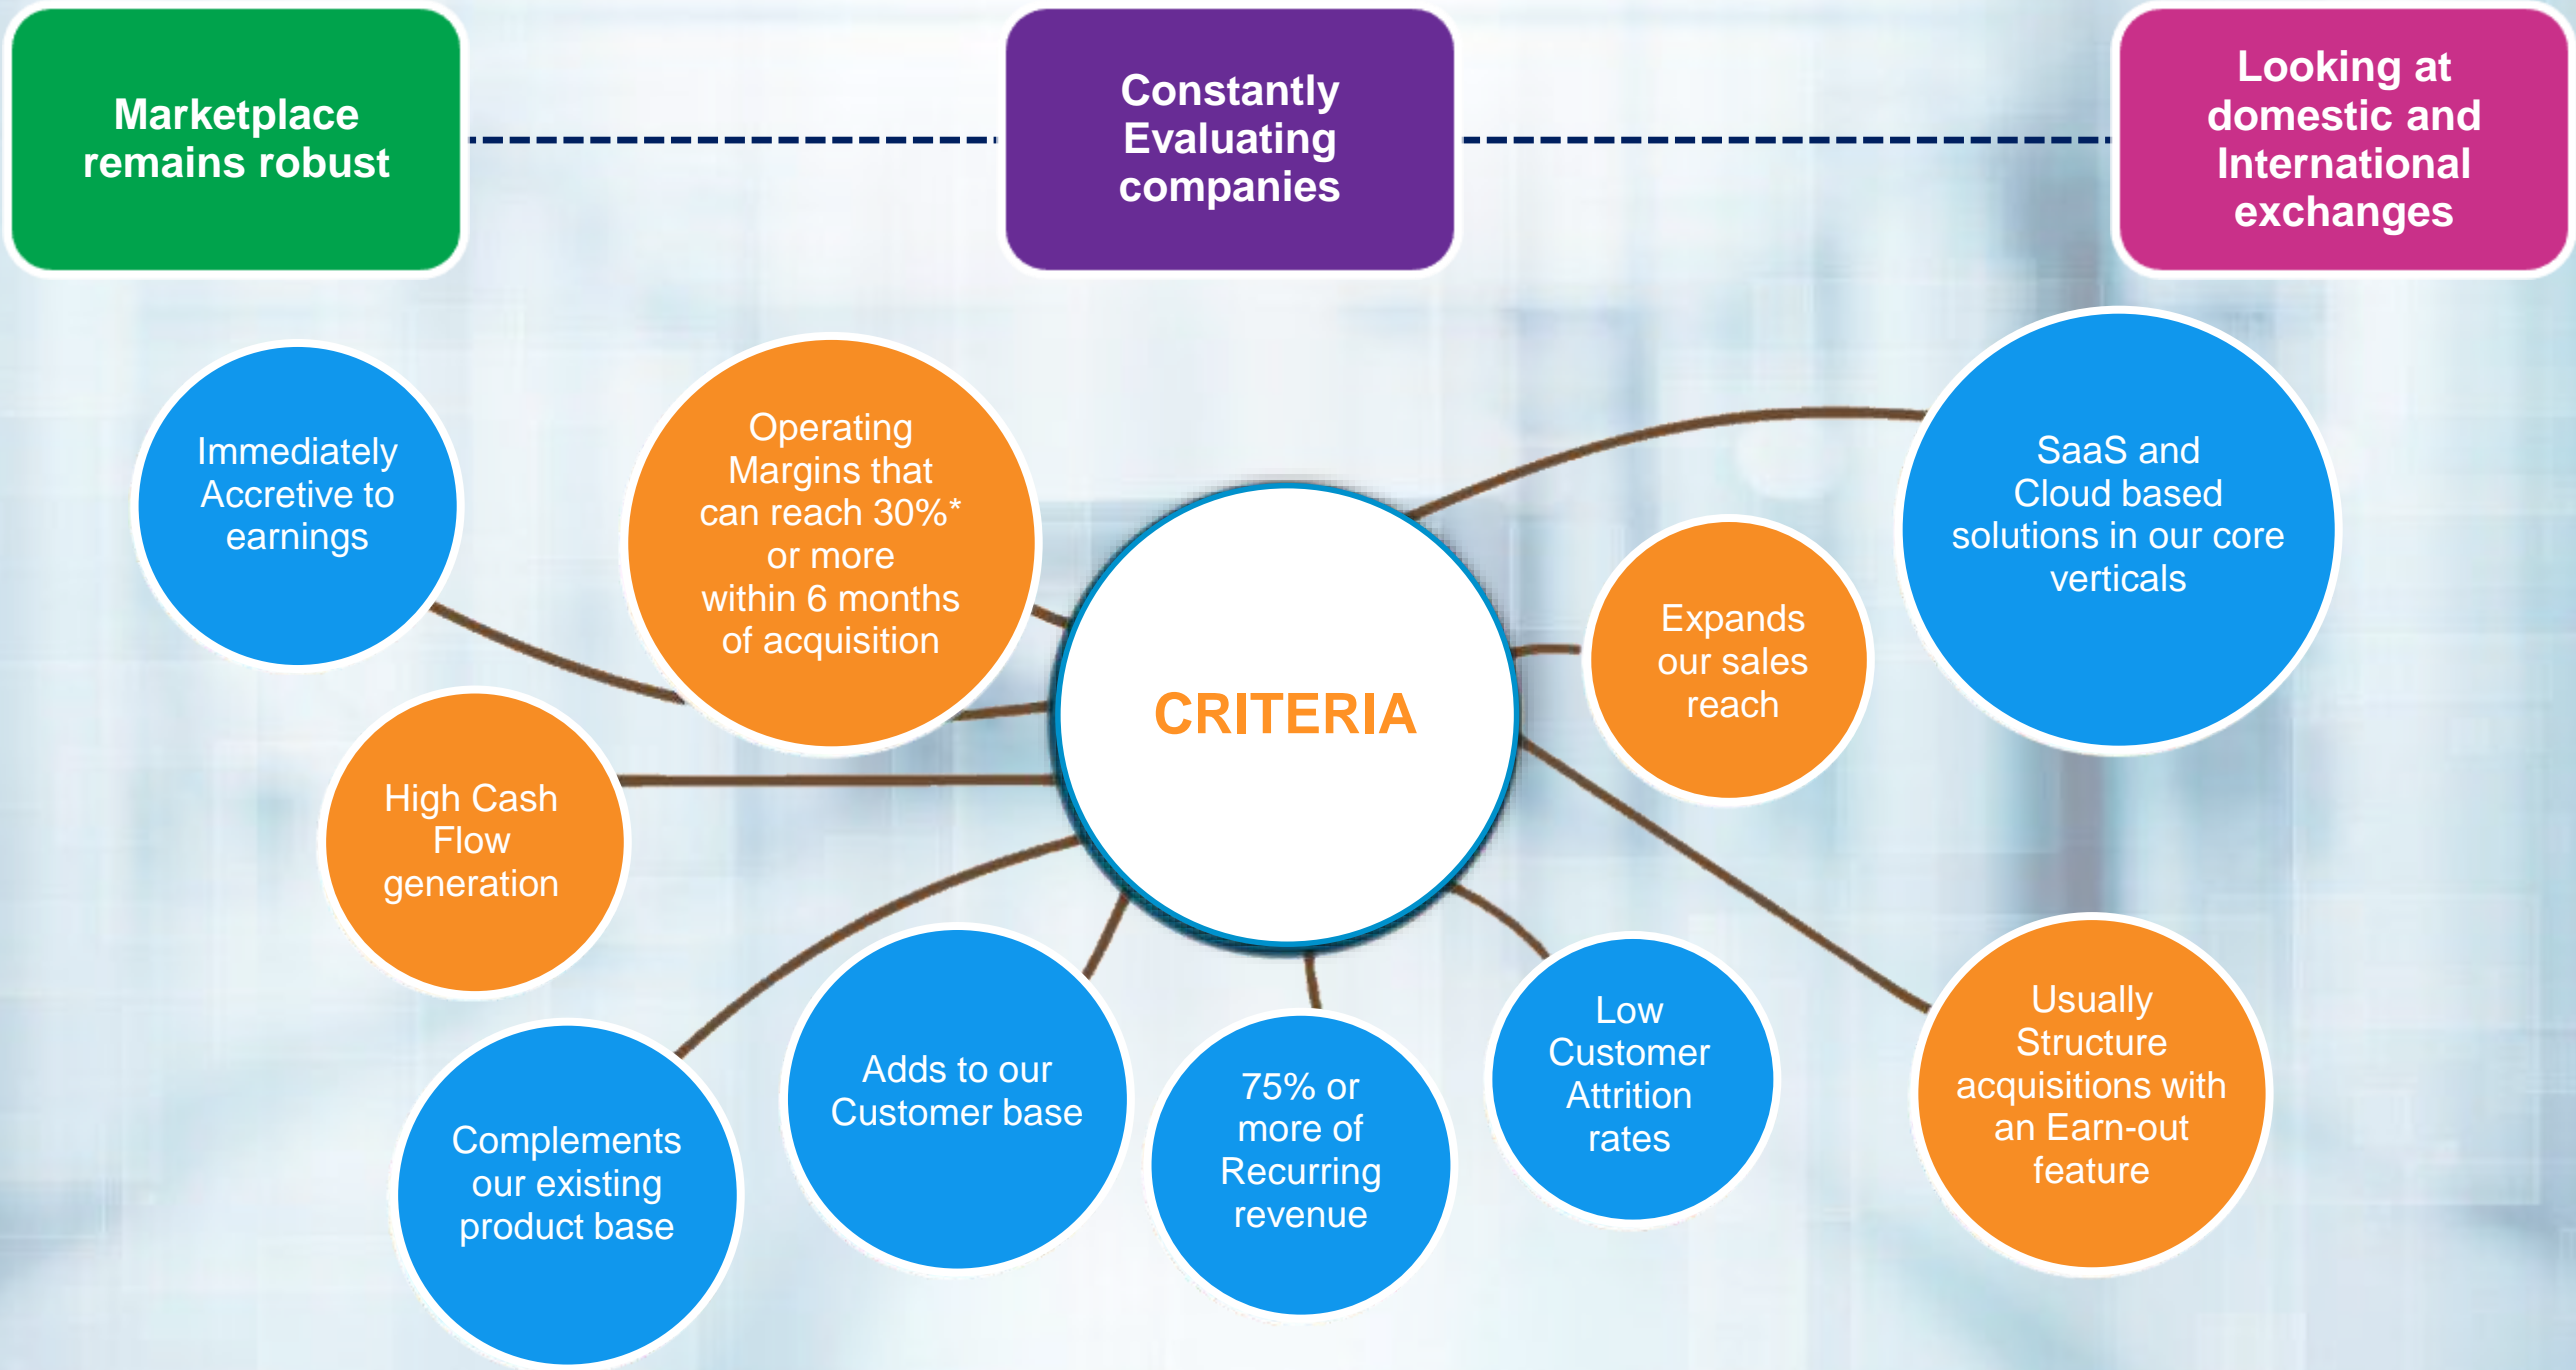 Marketplace
remains robust
Constantly
Evaluating
companies
Looking at
domestic and
International
exchanges
Immediately
Accretive to
earnings
Operating
Margins that
can reach 30%*
or more
within 6 months
of acquisition
SaaS and
Cloud based
solutions in our core
verticals
Expands
our sales
reach
CRITERIA
High Cash
Flow
generation
Complements
our existing
product base
Adds to our
Customer base
75% or
more of
Recurring
revenue
Low
Customer
Attrition
rates
Usually
Structure
acquisitions with
an Earn-out
feature